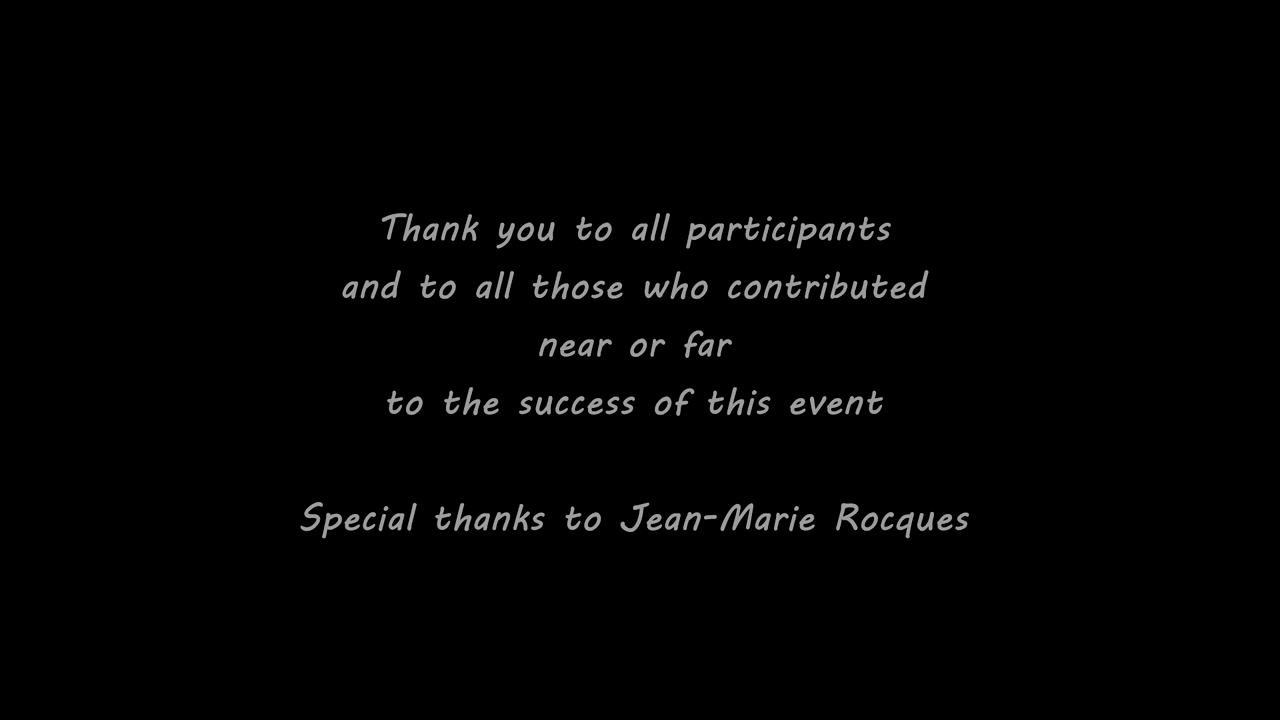 Thank you to all participants
and to all those who contributed
near or far
to the success of this event
Special thanks to Jean-Marie Rocques